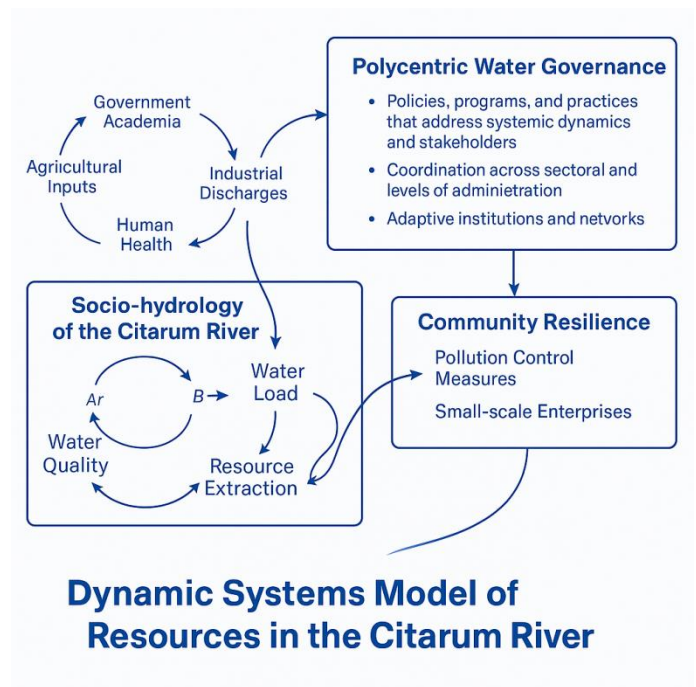 Government
Academia
Agricultural
Inputs
Industrial
Discharges
Human
Health
Polycentric Water Governance
• Policies, programs, and practices
that address systemic dynamics
and stakeholders
• Coordination across sectoral and
levels of adminietration
• Adaptive institutions and networks
Socio-hydrology
of the Citarum River
Ar
B
Water
Load
Water
Quality
Resource
Extraction
Community Resilience
Pollution Control
Measures
Small-scale Enterprises
Dynamic Systems Model of
Resources in the Citarum River